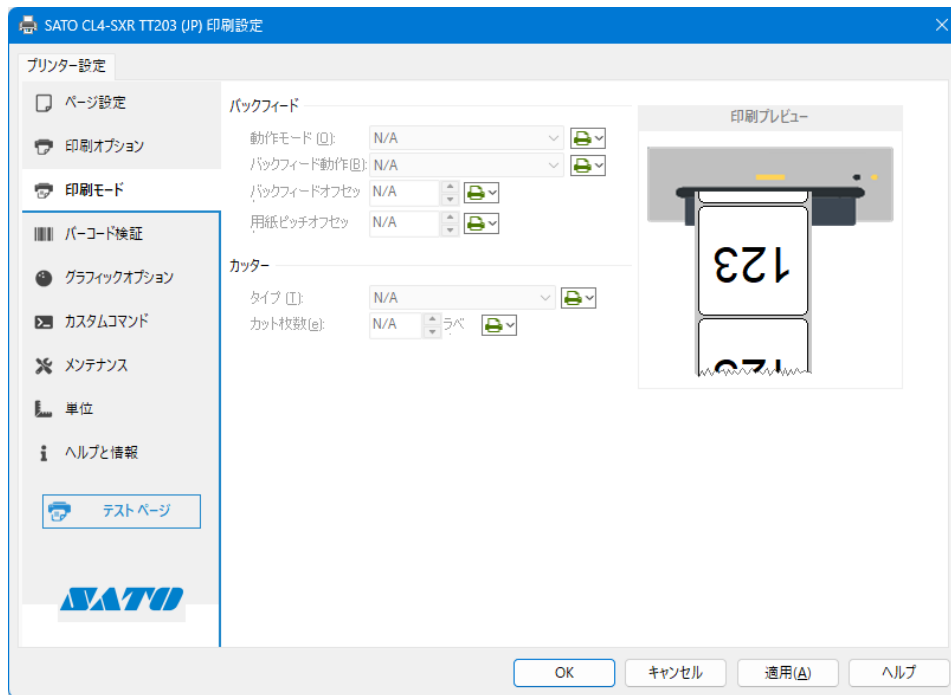 SATO CL4-SXR TT203 (JP) 印刷設定
プリンター設定
ページ設定
印刷オプション
印刷モード
バーコード検証
グラフィックオプション
カスタムコマンド
メンテナンス
単位
ヘルプと情報
テスト ページ
SATO
バックフィード
動作モード (O): N/A
バックフィード動作(B): N/A
バックフィードオフセッ N/A
用紙ピッチオフセッ N/A
カッター
タイプ (T): N/A
カット枚数(e): N/A ラベ
印刷プレビュー
123
123
OK キャンセル 適用(A) ヘルプ